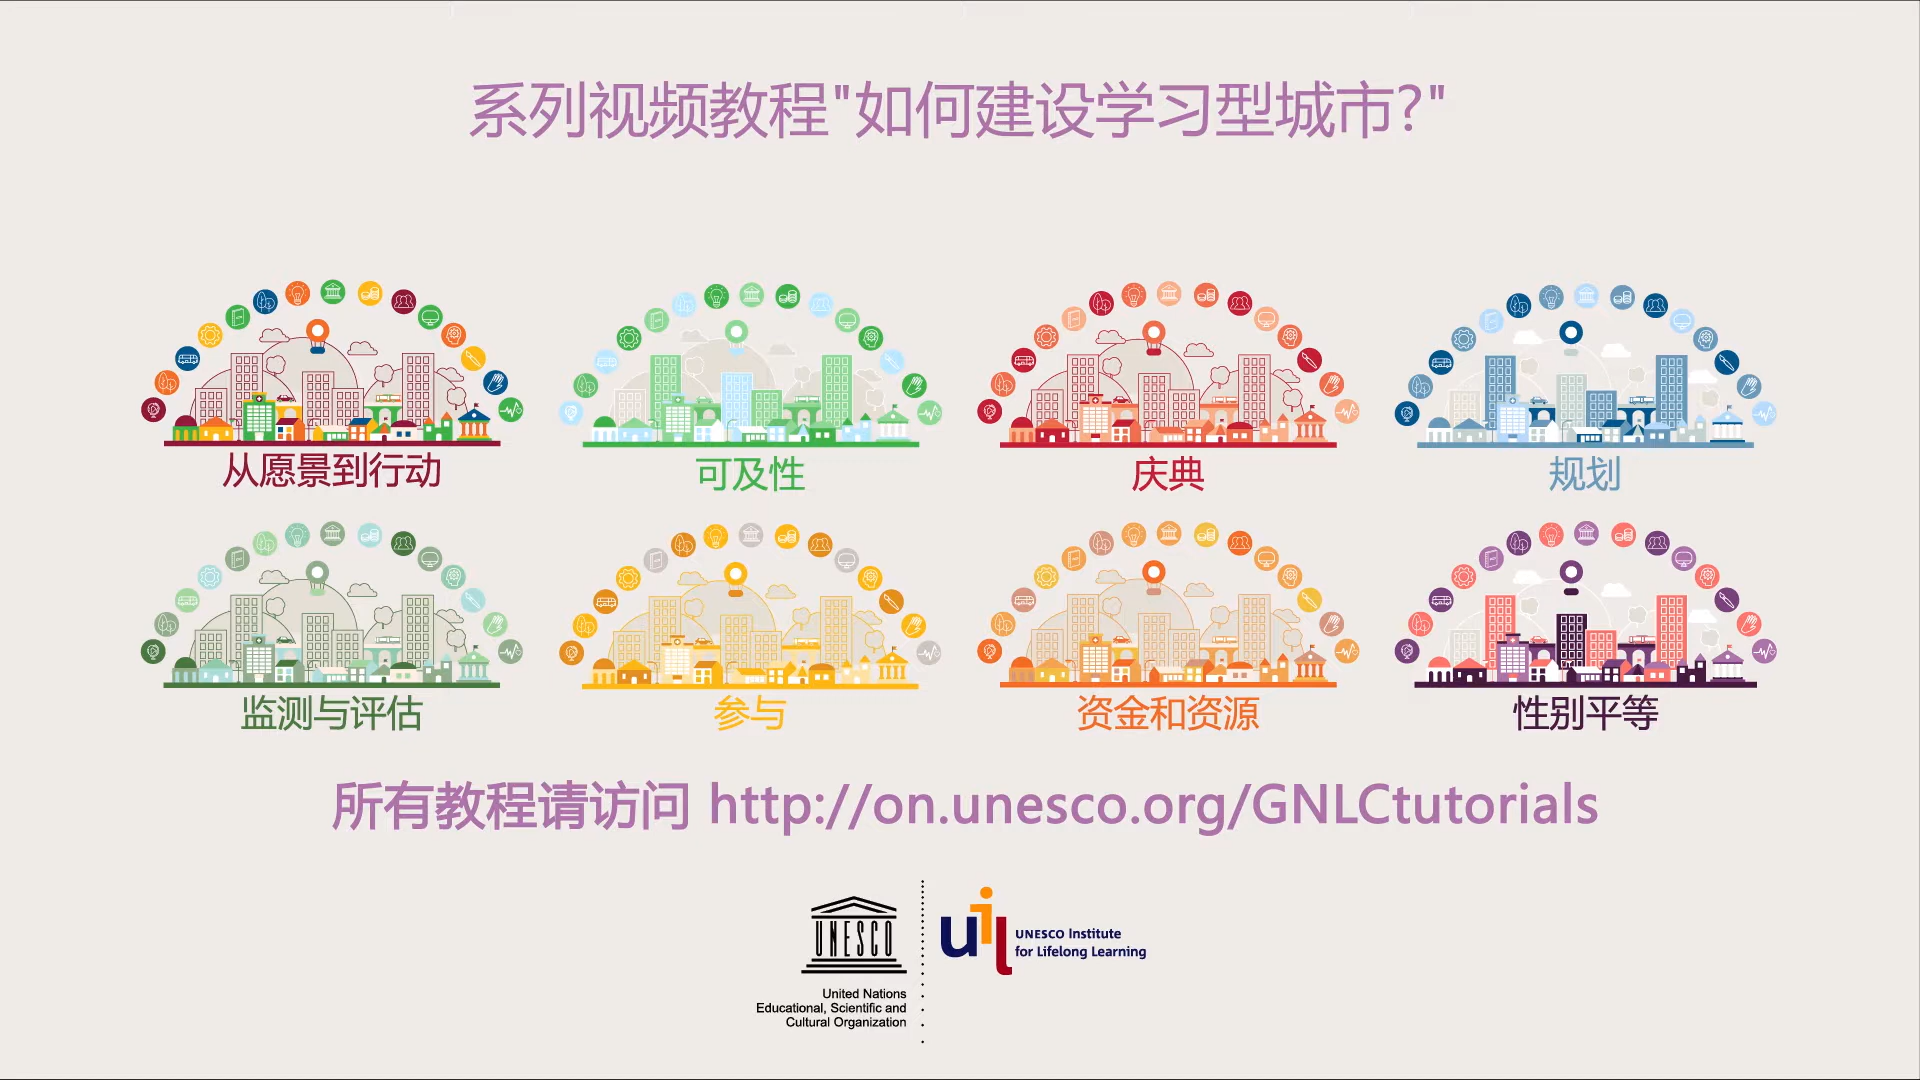 系列视频教程"如何建设学习型城市?"
从愿景到行动
可及性
庆典
规划
监测与评估
参与
资金和资源
性别平等
所有教程请访问 http://on.unesco.org/GNLCtutorials
UNESCO
United Nations
Educational, Scientific and
Cultural Organization
uil
UNESCO Institute
for Lifelong Learning